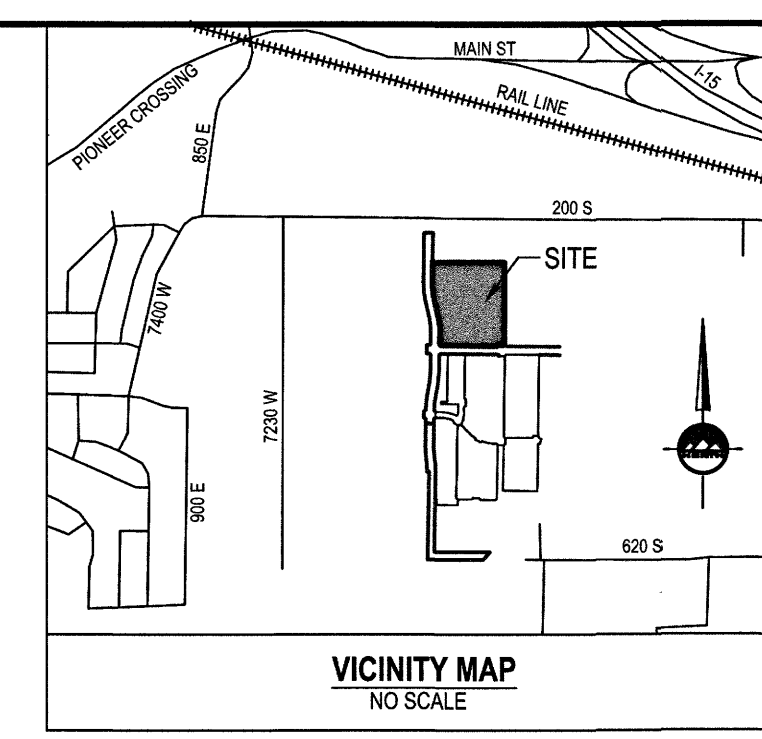 MAIN ST
I-15
RAIL LINE
PIONEER CROSSING
850 E
200 S
SITE
7400 W
7230 W
900 E
620 S
VICINITY MAP
NO SCALE